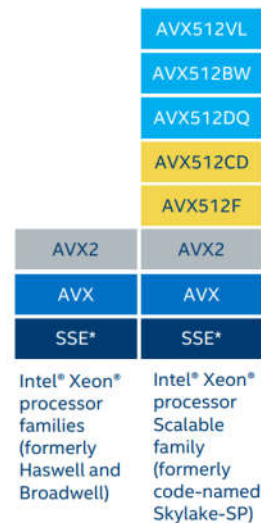 AVX512VL
AVX512BW
AVX512DQ
AVX512CD
AVX512F
AVX2 AVX2
AVX AVX
SSE* SSE*
Intel® Xeon®
processor
families
(formerly
Haswell and
Broadwell)
Intel® Xeon®
processor
Scalable
family
(formerly
code-named
Skylake-SP)